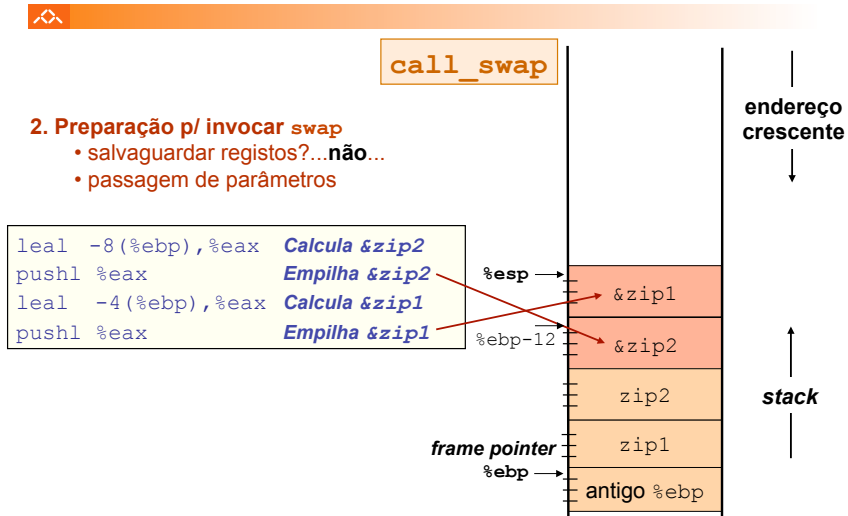 call_swap
endereço
crescente
2. Preparação p/ invocar swap
• salvaguardar registos?...não...
• passagem de parâmetros
leal -8(%ebp),%eax Calcula &zip2
pushl %eax Empilha &zip2
leal -4(%ebp),%eax Calcula &zip1
pushl %eax Empilha &zip1
%esp
&zip1
%ebp-12
&zip2
zip2
stack
frame pointer
zip1
%ebp
antigo %ebp